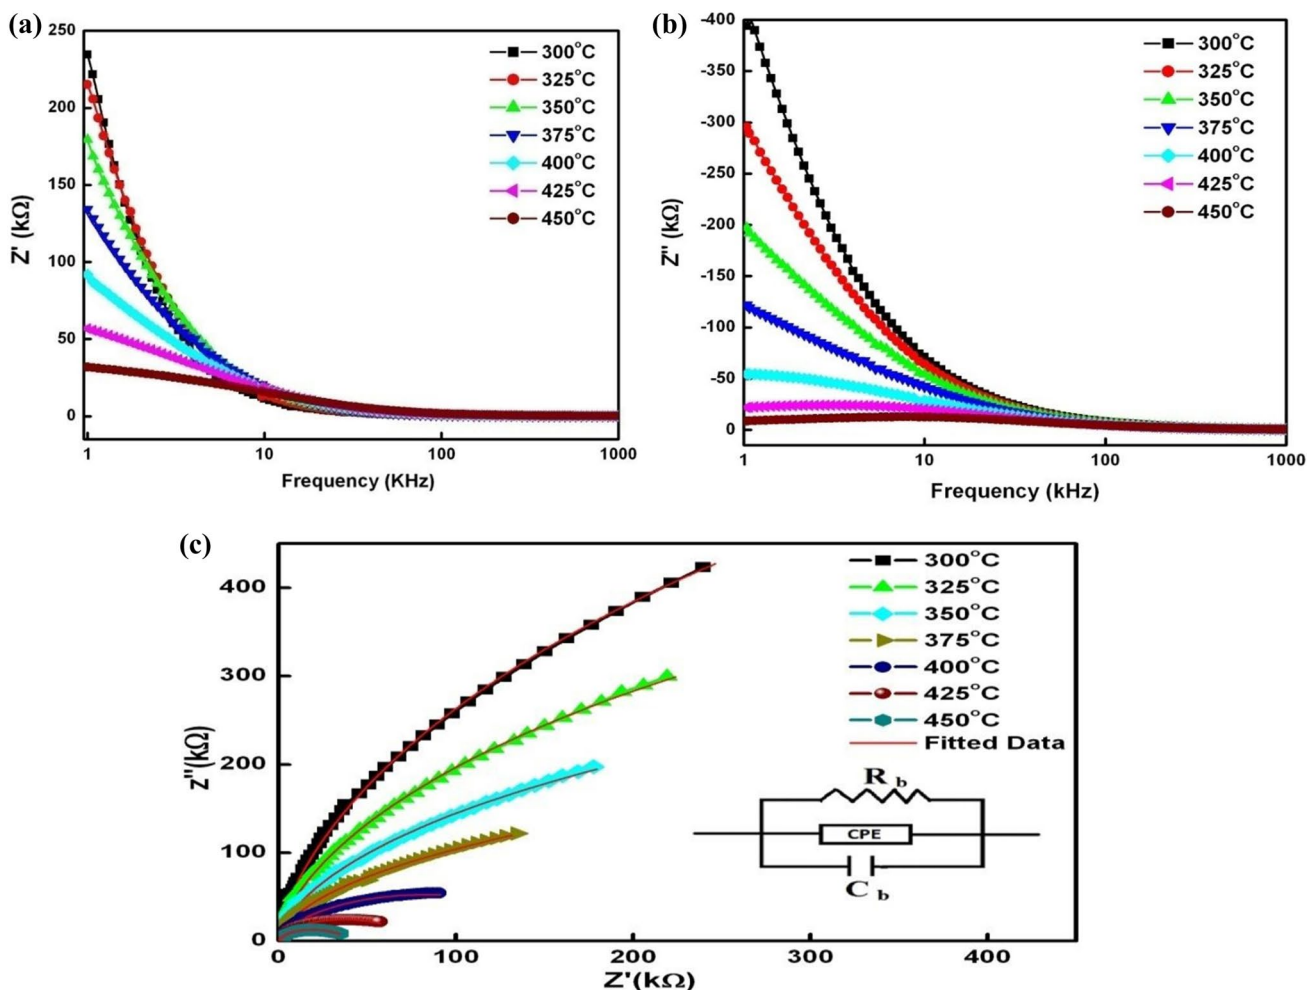 (a)
250
200
150
100
50
0
Z' (kΩ)
1
10
100
1000
Frequency (KHz)
300°C
325°C
350°C
375°C
400°C
425°C
450°C
(b)
-400
-350
-300
-250
-200
-150
-100
-50
0
Z'' (kΩ)
1
10
100
1000
Frequency (kHz)
300°C
325°C
350°C
375°C
400°C
425°C
450°C
(c)
400
300
200
100
0
z''(kΩ)
0
100
200
300
400
Z'(kΩ)
300°C
325°C
350°C
375°C
400°C
425°C
450°C
Fitted Data
R b
CPE
C b